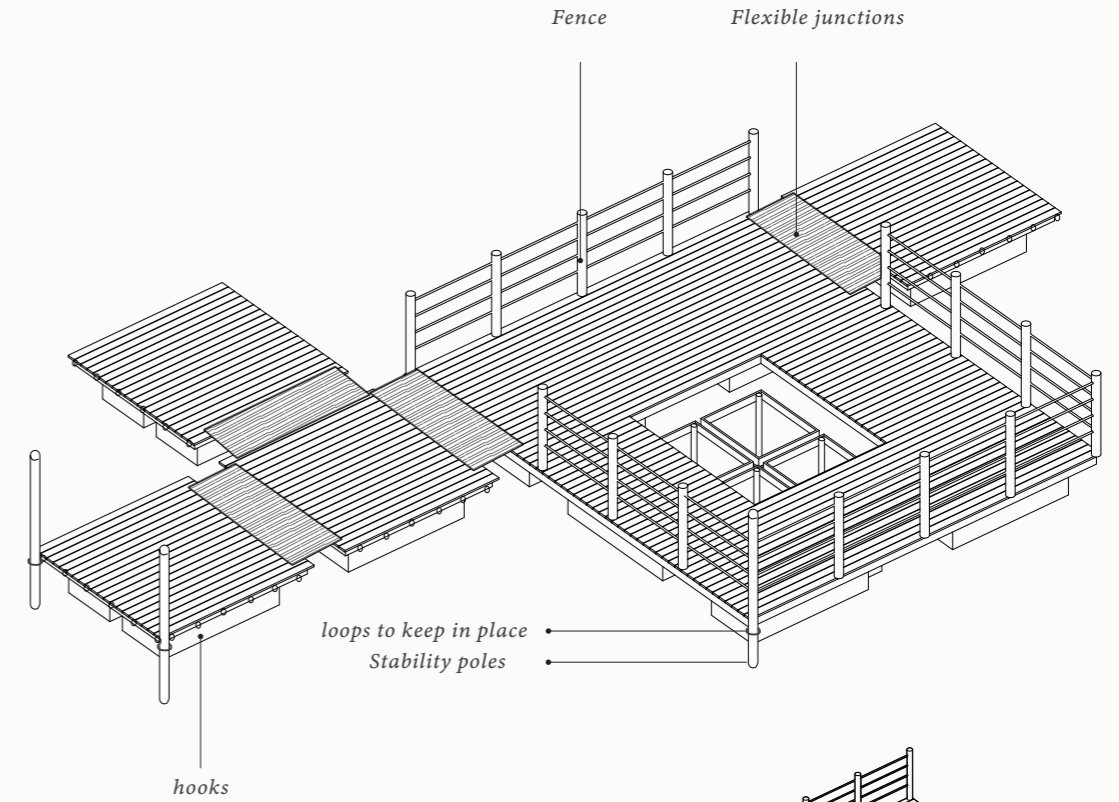 Fence
Flexible junctions
loops to keep in place
Stability poles
hooks